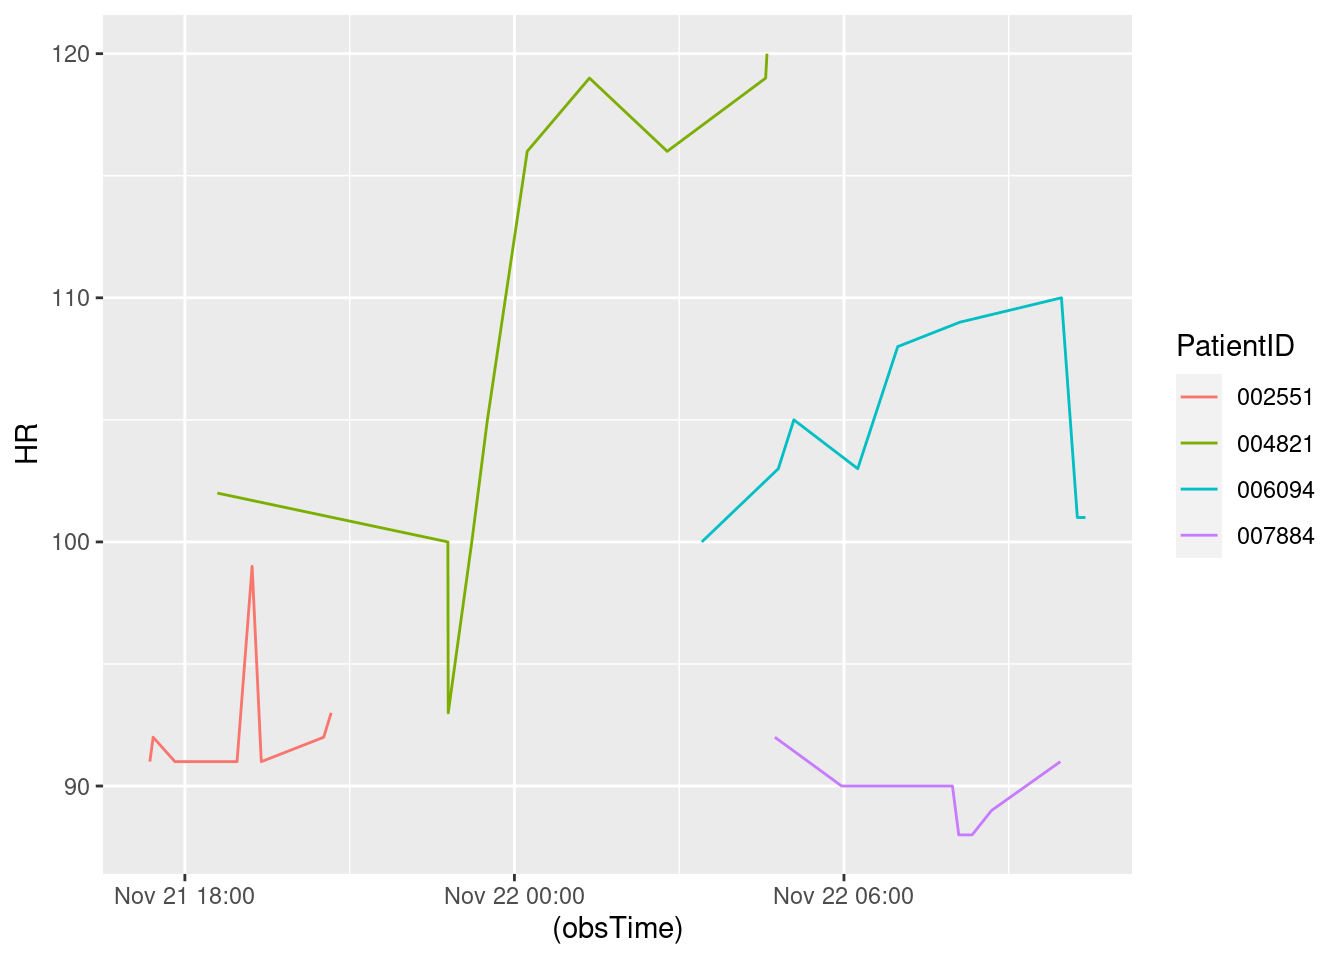 120
110
100
90
HR
Nov 21 18:00
Nov 22 00:00
Nov 22 06:00
(obsTime)
PatientID
002551
004821
006094
007884